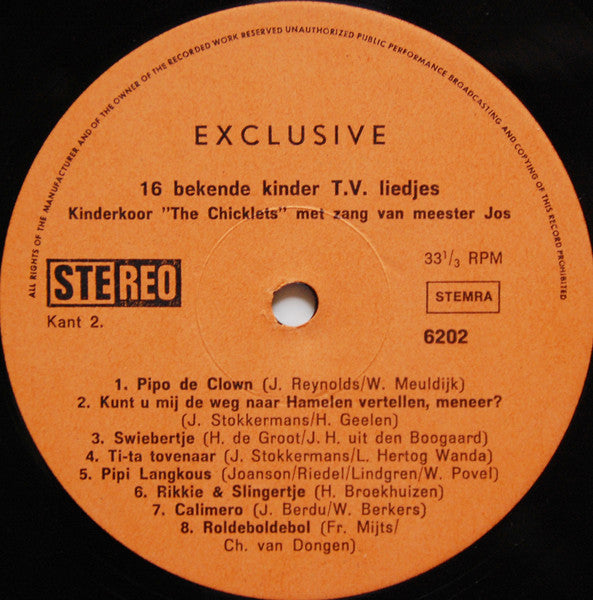 ALL RIGHTS OF THE MANUFACTURER AND OF THE OWNER OF THE RECORDED WORK RESERVED UNAUTHORIZED PUBLIC PERFORMANCE BROADCASTING AND COPYING OF THIS RECORD PROHIBITED
EXCLUSIVE
16 bekende kinder T.V. liedjes
Kinderkoor "The Chicklets" met zang van meester Jos
STEREO
33 1/3 RPM
STEMRA
Kant 2.
6202
1. Pipo de Clown (J. Reynolds/W. Meuldijk)
2. Kunt u mij de weg naar Hamelen vertellen, meneer?
(J. Stokkermans/H. Geelen)
3. Swiebertje (H. de Groot/J. H. uit den Boogaard)
4. Ti-ta tovenaar (J. Stokkermans/L. Hertog Wanda)
5. Pipi Langkous (Joanson/Riedel/Lindgren/W. Povel)
6. Rikkie & Slingertje (H. Broekhuizen)
7. Calimero (J. Berdu/W. Berkers)
8. Roldeboldebol (Fr. Mijts/
Ch. van Dongen)